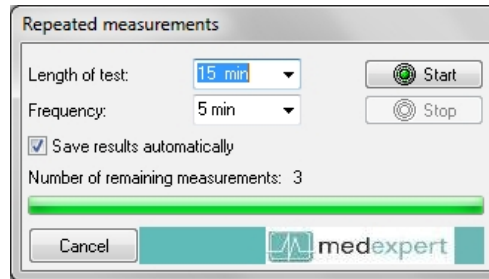 Repeated measurements
Length of test: 15 min Start
Frequency: 5 min Stop
Save results automatically
Number of remaining measurements: 3
Cancel medexpert